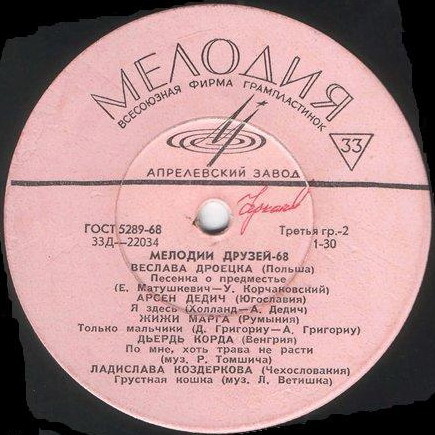 МЕЛОДИЯ
ВСЕСОЮЗНАЯ ФИРМА ГРАМПЛАСТИНОК
33
АПРЕЛЕВСКИЙ ЗАВОД
ГОСТ 5289-68
33Д—22034
Третья гр.-2
1-30
МЕЛОДИИ ДРУЗЕЙ-68
ВЕСЛАВА ДРОЕЦКА (Польша)
Песенка о предместье
(Е. Матушкевич—У. Корчаковский)
АРСЕН ДЕДИЧ (Югославия)
Я здесь (Холланд—А. Дедич)
ЖИЖИ МАРГА (Румыния)
Только мальчики (Д. Григориу—А. Григориу)
ДЬЕРДЬ КОРДА (Венгрия)
По мне, хоть трава не расти
(муз. Р. Томшича)
ЛАДИСЛАВА КОЗДЕРКОВА (Чехословакия)
Грустная кошка (муз. Л. Ветишка)